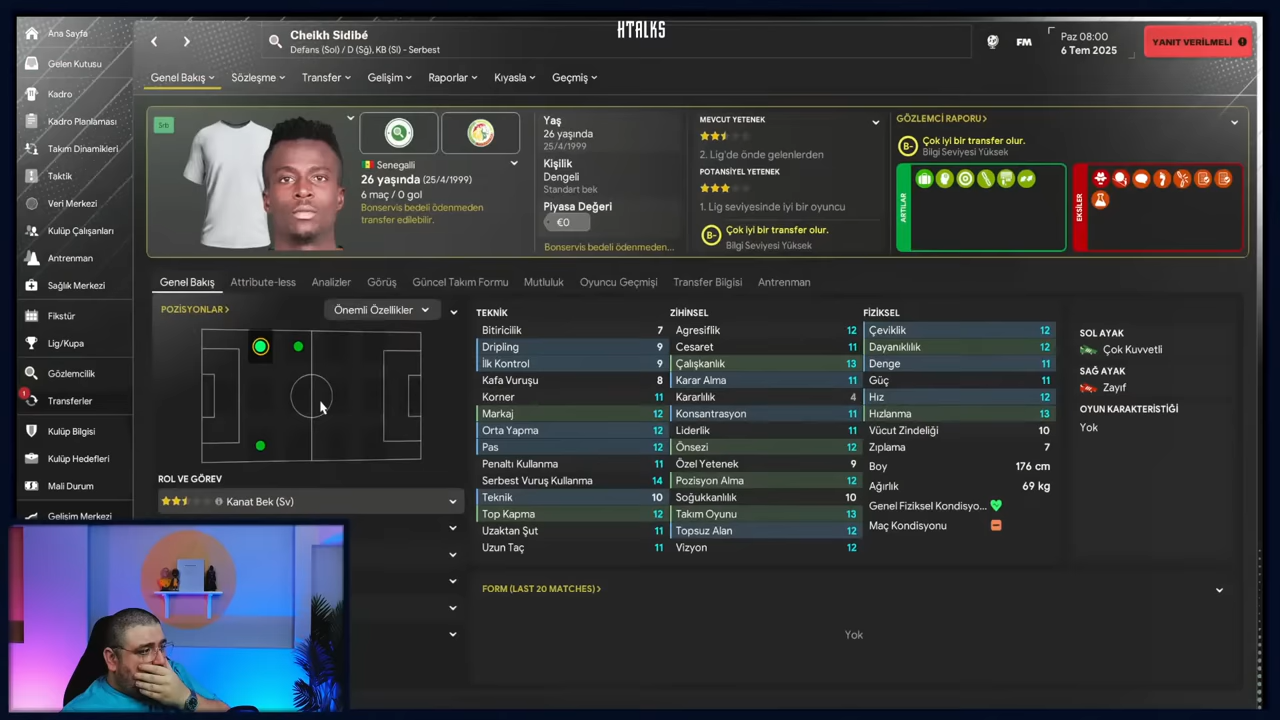 HTALKS
Ana Sayfa
Gelen Kutusu
Kadro
Kadro Planlaması
Takım Dinamikleri
Taktik
Veri Merkezi
Kulüp Çalışanları
Antrenman
Sağlık Merkezi
Fikstür
Lig/Kupa
Gözlemcilik
1
Transferler
Kulüp Bilgisi
Kulüp Hedefleri
Mali Durum
Gelişim Merkezi
Cheikh Sidibé
Defans (Sol) / D (Sğ), KB (Sl) - Serbest
FM
Paz 08:00
6 Tem 2025
YANIT VERİLMELİ
Genel Bakış
Sözleşme
Transfer
Gelişim
Raporlar
Kıyasla
Geçmiş
Srb
Senegalli
26 yaşında (25/4/1999)
6 maç / 0 gol
Bonservis bedeli ödenmeden
transfer edilebilir.
Yaş
26 yaşında
25/4/1999
Kişilik
Dengeli
Standart bek
Piyasa Değeri
€0
Bonservis bedeli ödenmeden...
MEVCUT YETENEK
2. Lig'de önde gelenlerden
POTANSİYEL YETENEK
1. Lig seviyesinde iyi bir oyuncu
B-
Çok iyi bir transfer olur.
Bilgi Seviyesi Yüksek
GÖZLEMCİ RAPORU
B-
Çok iyi bir transfer olur.
Bilgi Seviyesi Yüksek
ARTILAR
EKSİLER
Genel Bakış
Attribute-less
Analizler
Görüş
Güncel Takım Formu
Mutluluk
Oyuncu Geçmişi
Transfer Bilgisi
Antrenman
POZİSYONLAR
Önemli Özellikler
ROL VE GÖREV
Kanat Bek (Sv)
TEKNİK
Bitiricilik 7
Dripling 9
İlk Kontrol 9
Kafa Vuruşu 8
Korner 11
Markaj 12
Orta Yapma 12
Pas 12
Penaltı Kullanma 11
Serbest Vuruş Kullanma 14
Teknik 10
Top Kapma 12
Uzaktan Şut 11
Uzun Taç 11
ZİHİNSEL
Agresiflik 12
Cesaret 11
Çalışkanlık 13
Karar Alma 11
Kararlılık 4
Konsantrasyon 11
Liderlik 11
Önsezi 12
Özel Yetenek 9
Pozisyon Alma 12
Soğukkanlılık 10
Takım Oyunu 13
Topsuz Alan 12
Vizyon 12
FİZİKSEL
Çeviklik 12
Dayanıklılık 12
Denge 11
Güç 11
Hız 12
Hızlanma 13
Vücut Zindeliği 10
Zıplama 7
Boy 176 cm
Ağırlık 69 kg
Genel Fiziksel Kondisyo...
Maç Kondisyonu
SOL AYAK
Çok Kuvvetli
SAĞ AYAK
Zayıf
OYUN KARAKTERİSTİĞİ
Yok
FORM (LAST 20 MATCHES)
Yok